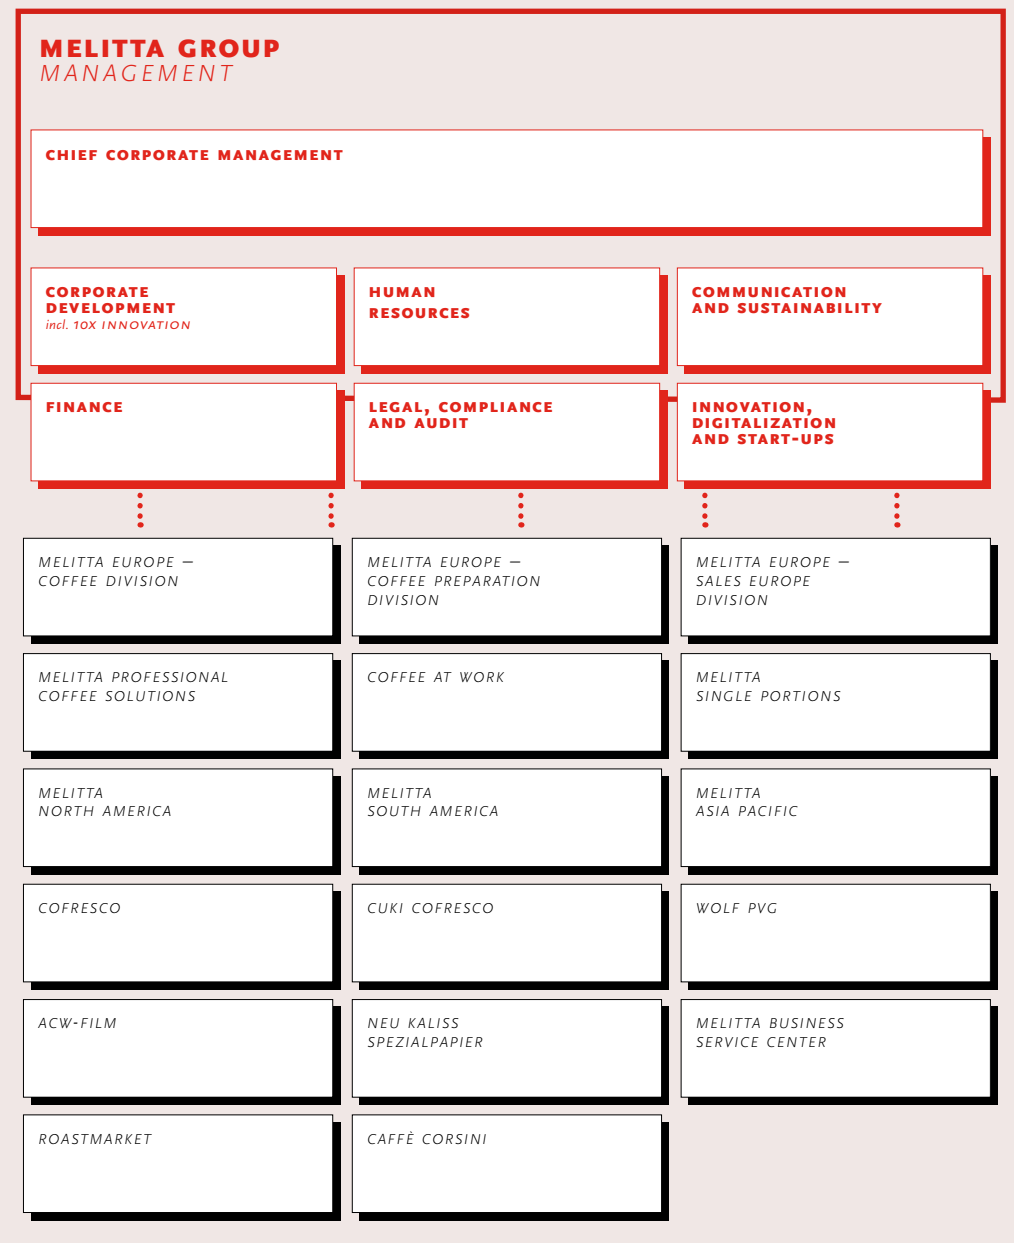 MELITTA GROUP
MANAGEMENT
CHIEF CORPORATE MANAGEMENT
CORPORATE
DEVELOPMENT
incl. 10X INNOVATION
HUMAN
RESOURCES
COMMUNICATION
AND SUSTAINABILITY
FINANCE
LEGAL, COMPLIANCE
AND AUDIT
INNOVATION,
DIGITALIZATION
AND START-UPS
MELITTA EUROPE –
COFFEE DIVISION
MELITTA EUROPE –
COFFEE PREPARATION
DIVISION
MELITTA EUROPE –
SALES EUROPE
DIVISION
MELITTA PROFESSIONAL
COFFEE SOLUTIONS
COFFEE AT WORK
MELITTA
SINGLE PORTIONS
MELITTA
NORTH AMERICA
MELITTA
SOUTH AMERICA
MELITTA
ASIA PACIFIC
COFRESCO
CUKI COFRESCO
WOLF PVG
ACW-FILM
NEU KALISS
SPEZIALPAPIER
MELITTA BUSINESS
SERVICE CENTER
ROASTMARKET
CAFFÈ CORSINI